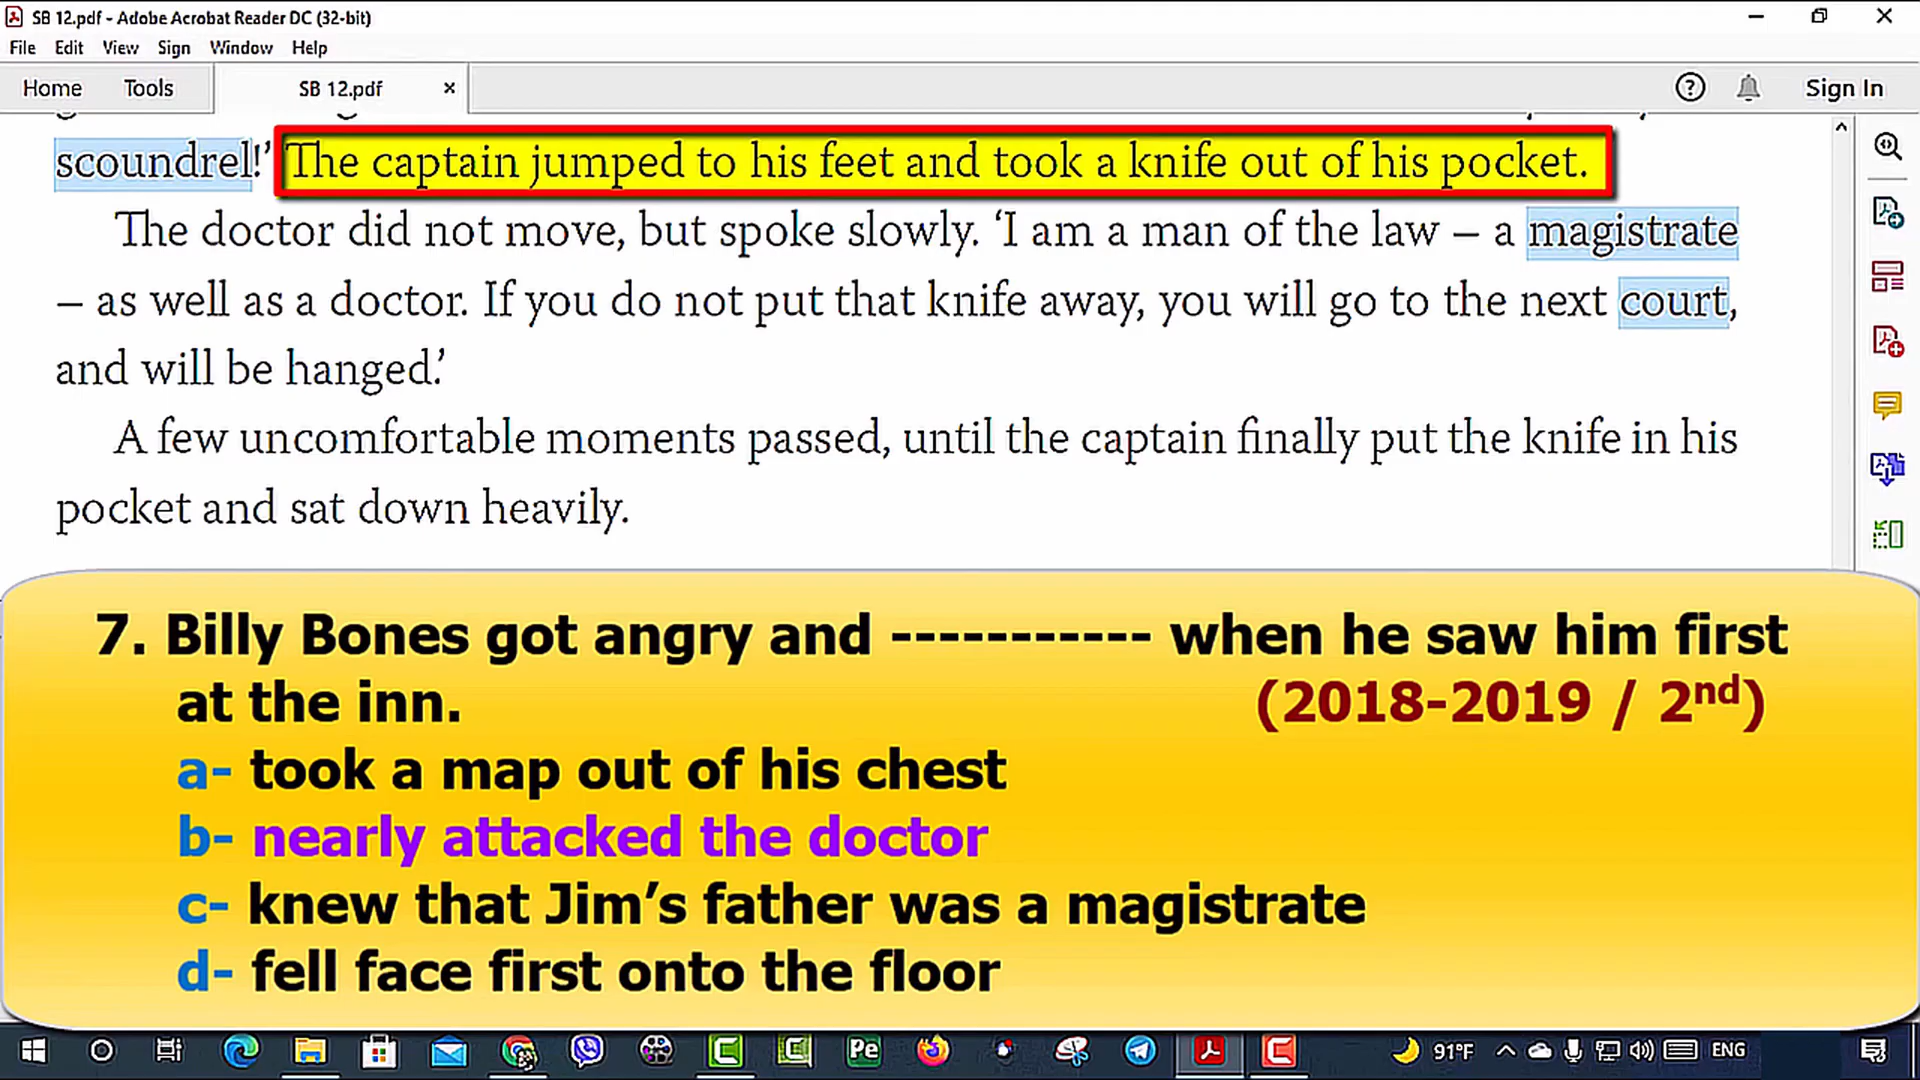 SB 12.pdf - Adobe Acrobat Reader DC (32-bit)
File Edit View Sign Window Help
Home Tools SB 12.pdf × Sign In
scoundrel!’ The captain jumped to his feet and took a knife out of his pocket.
The doctor did not move, but spoke slowly. ‘I am a man of the law – a magistrate
– as well as a doctor. If you do not put that knife away, you will go to the next court,
and will be hanged.’
A few uncomfortable moments passed, until the captain finally put the knife in his
pocket and sat down heavily.
7. Billy Bones got angry and ----------- when he saw him first
at the inn. (2018-2019 / 2nd)
a- took a map out of his chest
b- nearly attacked the doctor
c- knew that Jim’s father was a magistrate
d- fell face first onto the floor
Pe 91°F ENG